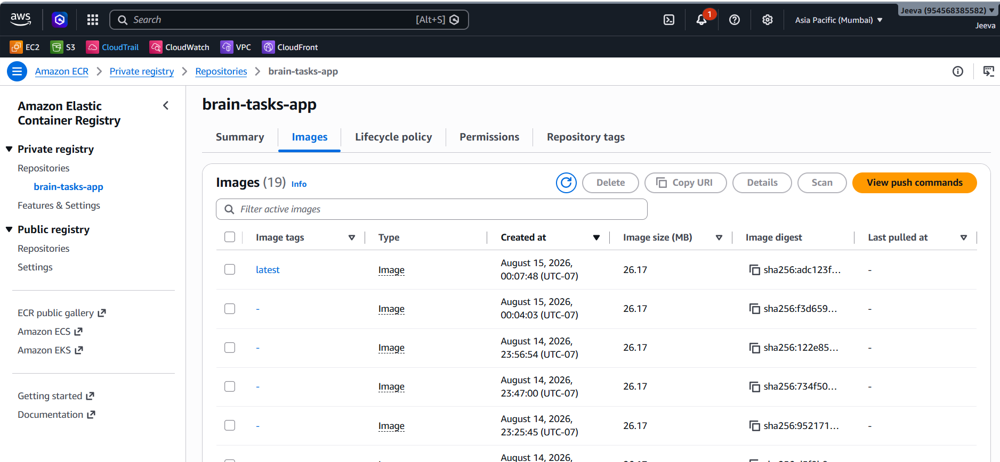 aws
Search
[Alt+S]
1
Asia Pacific (Mumbai)
Jeeva (954568385582)
Jeeva
EC2
S3
CloudTrail
CloudWatch
VPC
CloudFront
Amazon ECR
Private registry
Repositories
brain-tasks-app
Amazon Elastic
Container Registry
Private registry
Repositories
brain-tasks-app
Features & Settings
Public registry
Repositories
Settings
ECR public gallery
Amazon ECS
Amazon EKS
Getting started
Documentation
brain-tasks-app
Summary
Images
Lifecycle policy
Permissions
Repository tags
Images (19) Info
Delete
Copy URI
Details
Scan
View push commands
Filter active images
Image tags
Type
Created at
Image size (MB)
Image digest
Last pulled at
latest
Image
August 15, 2026,
00:07:48 (UTC-07)
26.17
sha256:adc123f...
-
-
Image
August 15, 2026,
00:04:03 (UTC-07)
26.17
sha256:f3d659...
-
-
Image
August 14, 2026,
23:56:54 (UTC-07)
26.17
sha256:122e85...
-
-
Image
August 14, 2026,
23:47:00 (UTC-07)
26.17
sha256:734f50...
-
-
Image
August 14, 2026,
23:25:45 (UTC-07)
26.17
sha256:952171...
-
August 14, 2026,